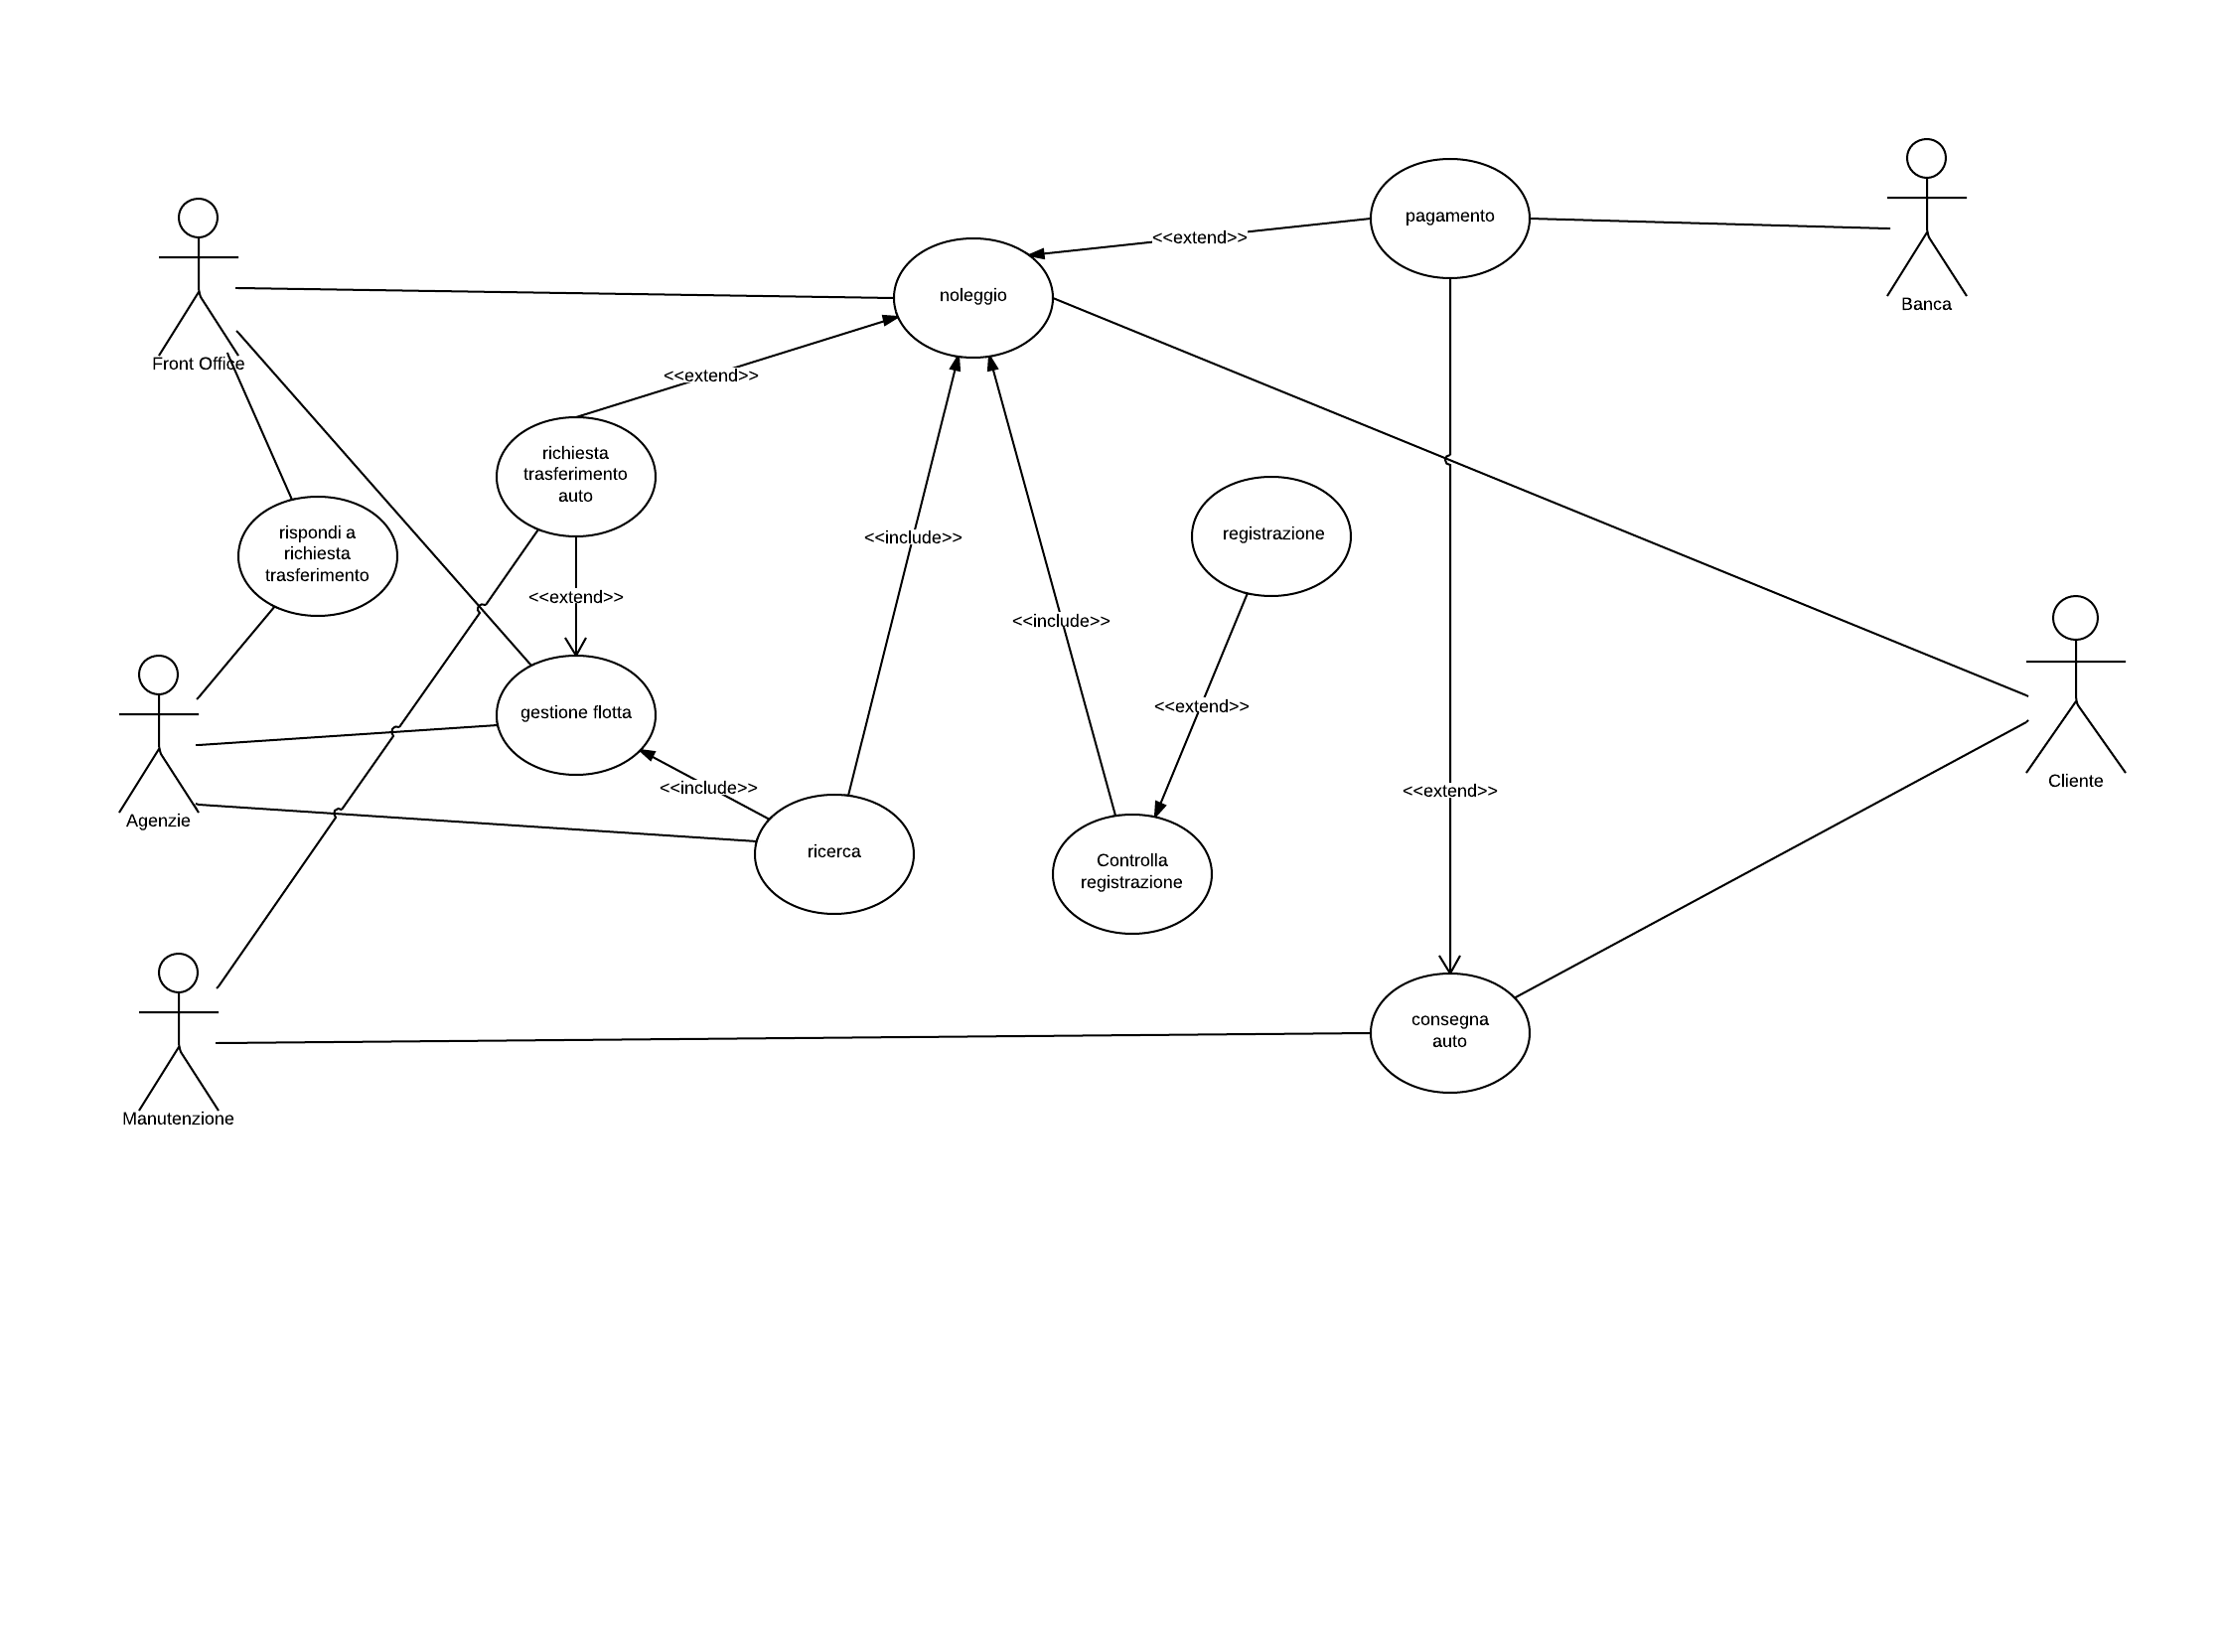 pagamento
<<extend>>
noleggio
Banca
Front Office
<<extend>>
richiesta
trasferimento
auto
rispondi a
richiesta
trasferimento
<<include>>
registrazione
<<extend>>
<<include>>
gestione flotta
<<extend>>
<<include>>
<<extend>>
Cliente
Agenzie
ricerca
Controlla
registrazione
consegna
auto
Manutenzione